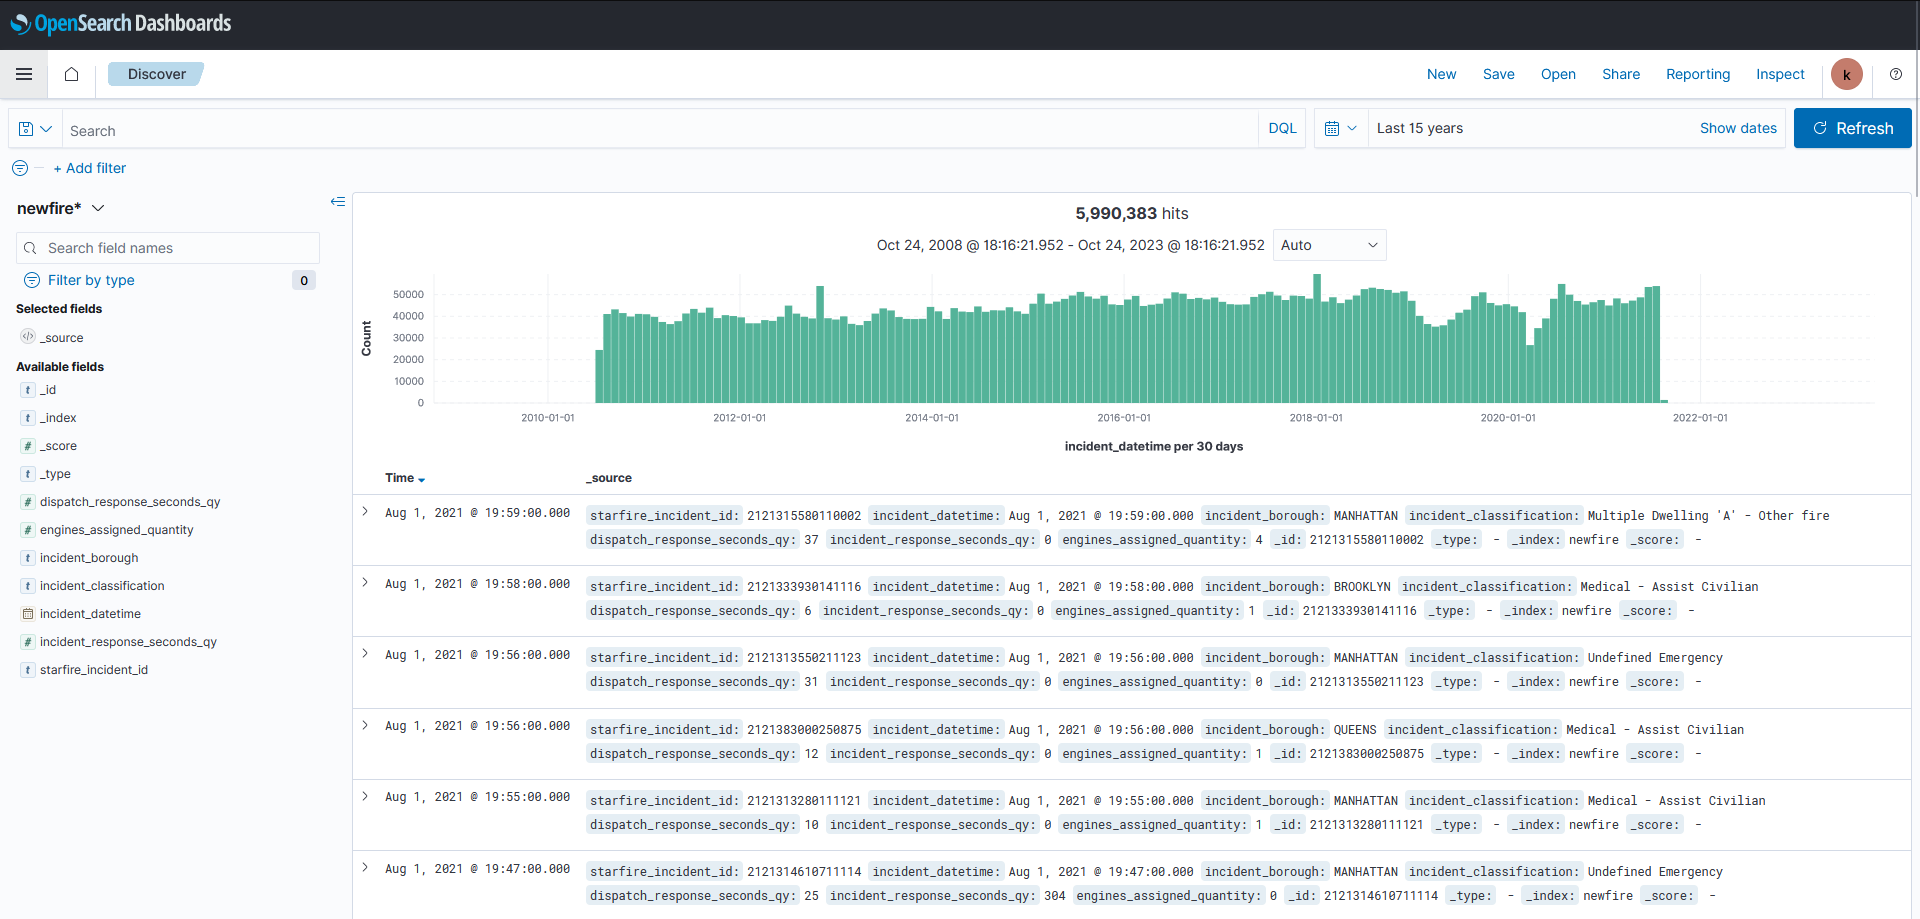 OpenSearch Dashboards
Discover
New Save Open Share Reporting Inspect k
Search DQL Last 15 years Show dates Refresh
+ Add filter
newfire*
Search field names
Filter by type 0
Selected fields
_source
Available fields
t _id
t _index
# _score
t _type
# dispatch_response_seconds_qy
# engines_assigned_quantity
t incident_borough
t incident_classification
incident_datetime
# incident_response_seconds_qy
t starfire_incident_id
5,990,383 hits
Oct 24, 2008 @ 18:16:21.952 - Oct 24, 2023 @ 18:16:21.952 Auto
Count
50000
40000
30000
20000
10000
0
2010-01-01 2012-01-01 2014-01-01 2016-01-01 2018-01-01 2020-01-01 2022-01-01
incident_datetime per 30 days
Time _source
Aug 1, 2021 @ 19:59:00.000 starfire_incident_id: 2121315580110002 incident_datetime: Aug 1, 2021 @ 19:59:00.000 incident_borough: MANHATTAN incident_classification: Multiple Dwelling 'A' - Other fire
dispatch_response_seconds_qy: 37 incident_response_seconds_qy: 0 engines_assigned_quantity: 4 _id: 2121315580110002 _type: - _index: newfire _score: -
Aug 1, 2021 @ 19:58:00.000 starfire_incident_id: 2121333930141116 incident_datetime: Aug 1, 2021 @ 19:58:00.000 incident_borough: BROOKLYN incident_classification: Medical - Assist Civilian
dispatch_response_seconds_qy: 6 incident_response_seconds_qy: 0 engines_assigned_quantity: 1 _id: 2121333930141116 _type: - _index: newfire _score: -
Aug 1, 2021 @ 19:56:00.000 starfire_incident_id: 2121313550211123 incident_datetime: Aug 1, 2021 @ 19:56:00.000 incident_borough: MANHATTAN incident_classification: Undefined Emergency
dispatch_response_seconds_qy: 31 incident_response_seconds_qy: 0 engines_assigned_quantity: 0 _id: 2121313550211123 _type: - _index: newfire _score: -
Aug 1, 2021 @ 19:56:00.000 starfire_incident_id: 2121383000250875 incident_datetime: Aug 1, 2021 @ 19:56:00.000 incident_borough: QUEENS incident_classification: Medical - Assist Civilian
dispatch_response_seconds_qy: 12 incident_response_seconds_qy: 0 engines_assigned_quantity: 1 _id: 2121383000250875 _type: - _index: newfire _score: -
Aug 1, 2021 @ 19:55:00.000 starfire_incident_id: 2121313280111121 incident_datetime: Aug 1, 2021 @ 19:55:00.000 incident_borough: MANHATTAN incident_classification: Medical - Assist Civilian
dispatch_response_seconds_qy: 10 incident_response_seconds_qy: 0 engines_assigned_quantity: 1 _id: 2121313280111121 _type: - _index: newfire _score: -
Aug 1, 2021 @ 19:47:00.000 starfire_incident_id: 2121314610711114 incident_datetime: Aug 1, 2021 @ 19:47:00.000 incident_borough: MANHATTAN incident_classification: Undefined Emergency
dispatch_response_seconds_qy: 25 incident_response_seconds_qy: 304 engines_assigned_quantity: 0 _id: 2121314610711114 _type: - _index: newfire _score: -